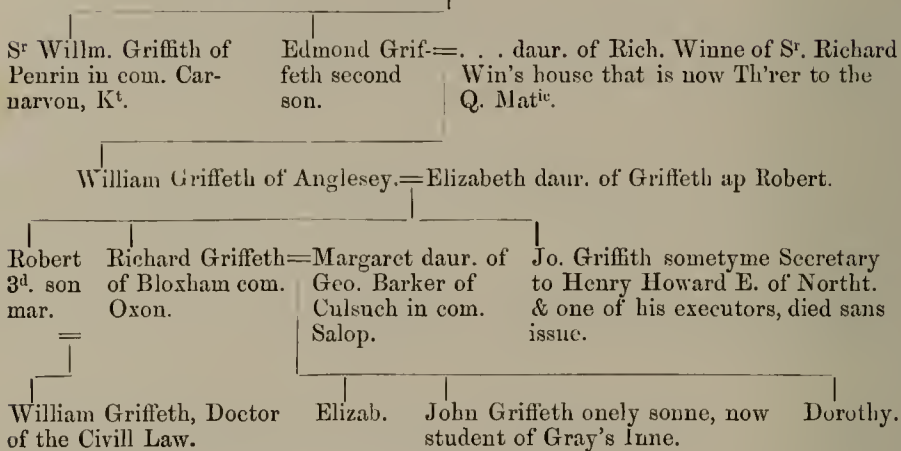 Sr Willm. Griffith of
Penrin in com. Car-
narvon, Kt.
Edmond Grif-
feth second
son.
=. . . daur. of Rich. Winne of Sr. Richard
Win's house that is now Th'rer to the
Q. Matie.
William Griffeth of Anglesey.=Elizabeth daur. of Griffeth ap Robert.
Robert
3d. son
mar.
=
Richard Griffeth=
of Bloxham com.
Oxon.
Margaret daur. of
Geo. Barker of
Culsuch in com.
Salop.
Jo. Griffith sometyme Secretary
to Henry Howard E. of Northt.
& one of his executors, died sans
issue.
William Griffeth, Doctor
of the Civill Law.
Elizab.
John Griffeth onely sonne, now
student of Gray's Inne.
Dorothy.